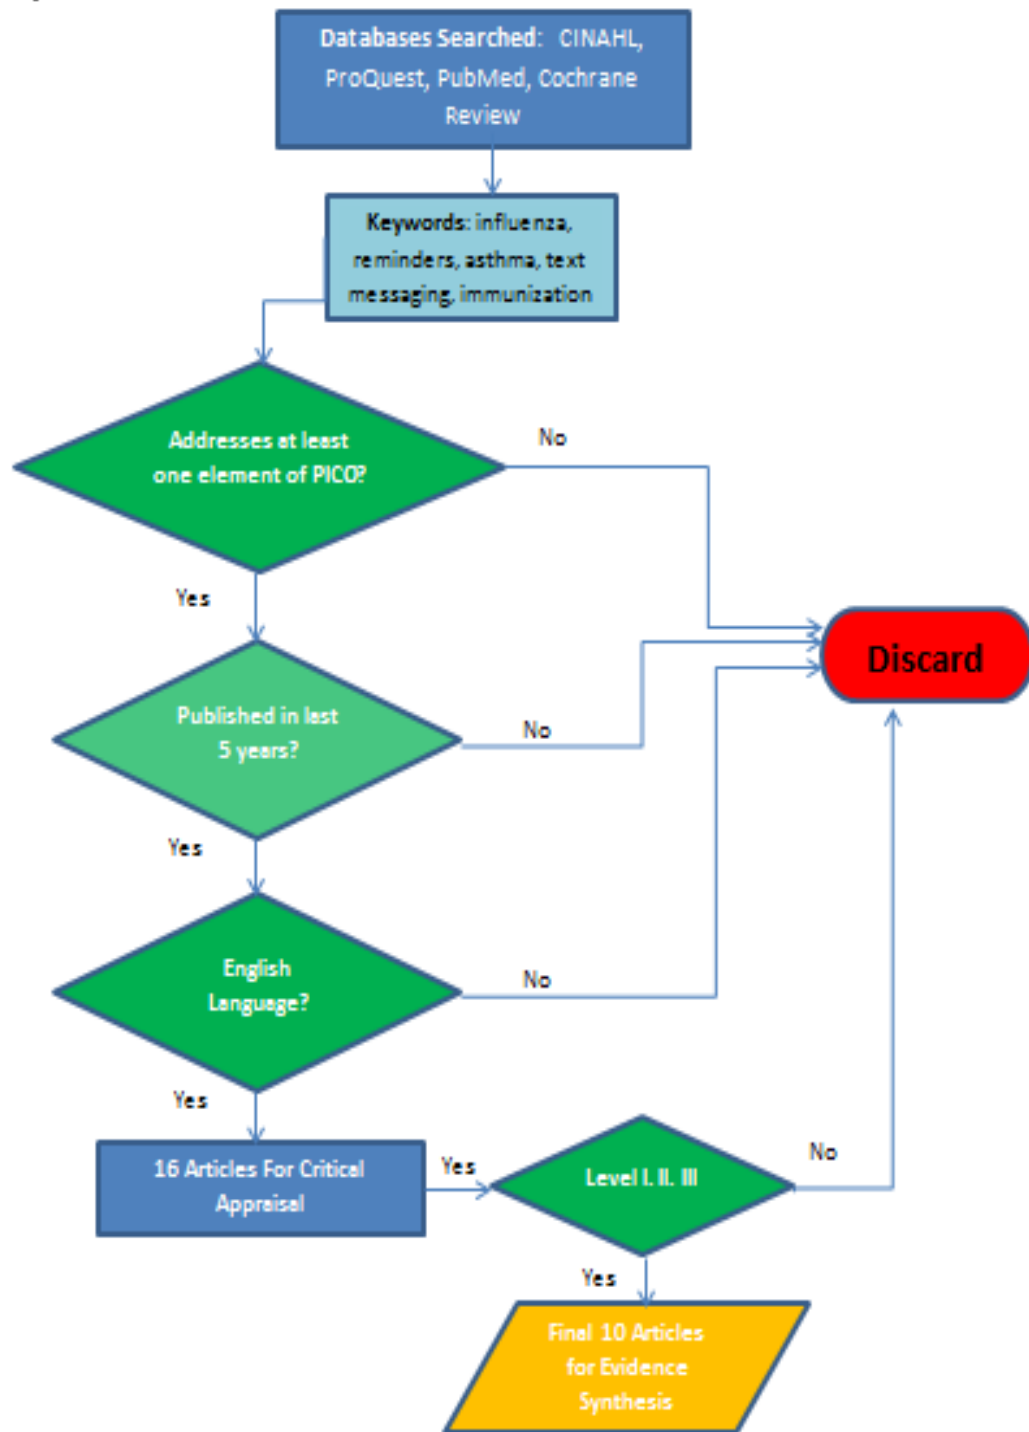 Databases Searched: CINAHL,
ProQuest, PubMed, Cochrane
Review
Keywords: influenza,
reminders, asthma, text
messaging, immunization
Addresses at least
one element of PICO?
No
Yes
Discard
Published in last
5 years?
No
Yes
English
Language?
No
Yes
16 Articles For Critical
Appraisal
Yes
Level I. II. III
No
Yes
Final 10 Articles
for Evidence
Synthesis